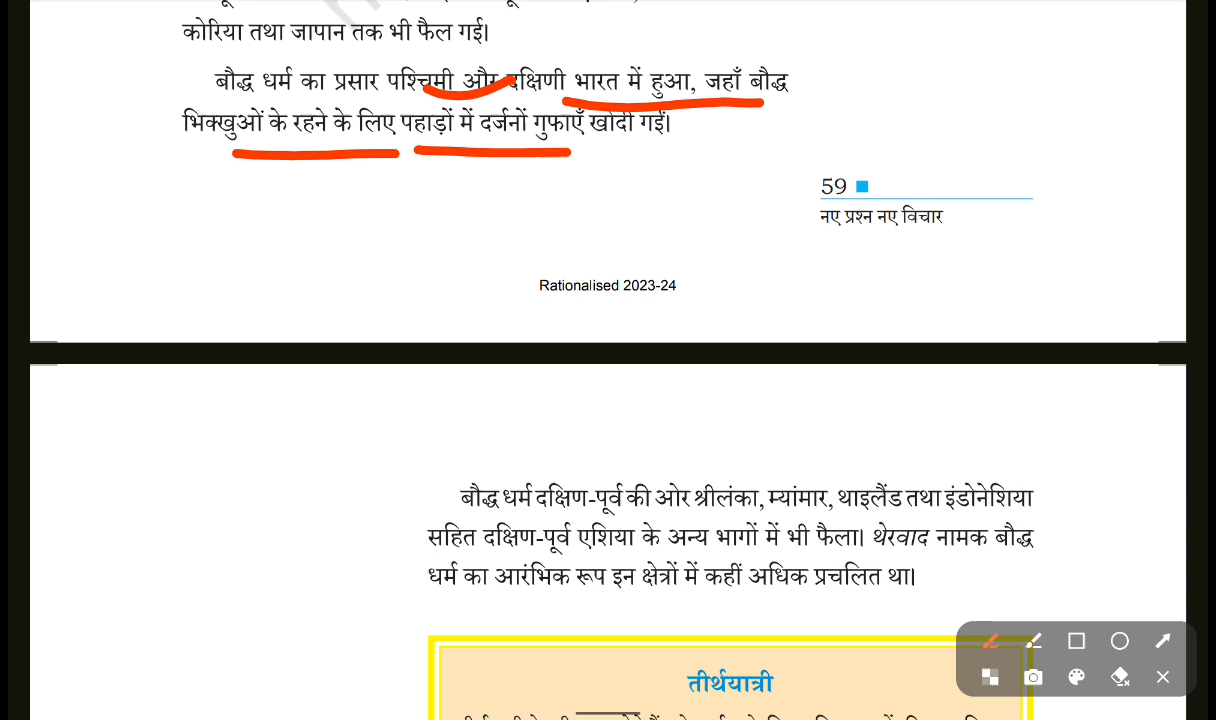 कोरिया तथा जापान तक भी फैल गई।
बौद्ध धर्म का प्रसार पश्चिमी और दक्षिणी भारत में हुआ, जहाँ बौद्ध
भिक्खुओं के रहने के लिए पहाड़ों में दर्जनों गुफाएँ खोदी गईं।
59
नए प्रश्न नए विचार
Rationalised 2023-24
बौद्ध धर्म दक्षिण-पूर्व की ओर श्रीलंका, म्यांमार, थाइलैंड तथा इंडोनेशिया
सहित दक्षिण-पूर्व एशिया के अन्य भागों में भी फैला। थेरवाद नामक बौद्ध
धर्म का आरंभिक रूप इन क्षेत्रों में कहीं अधिक प्रचलित था।
तीर्थयात्री